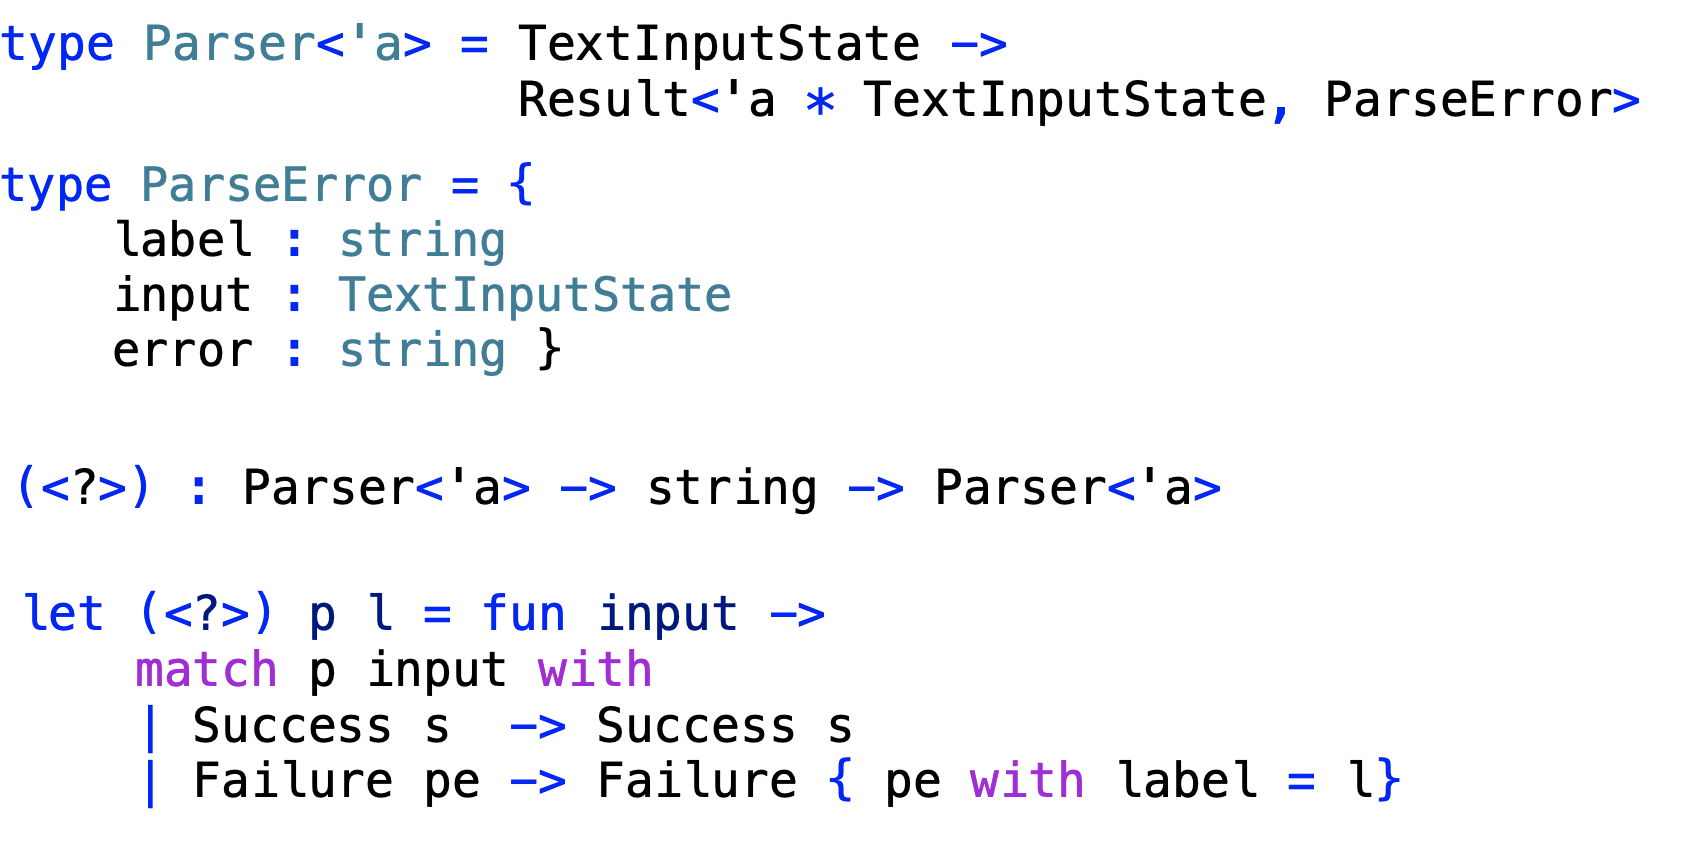 type Parser<'a> = TextInputState ->
Result<'a * TextInputState, ParseError>
type ParseError = {
label : string
input : TextInputState
error : string }
(<?>) : Parser<'a> -> string -> Parser<'a>
let (<?>) p l = fun input ->
match p input with
| Success s  -> Success s
| Failure pe -> Failure { pe with label = l}